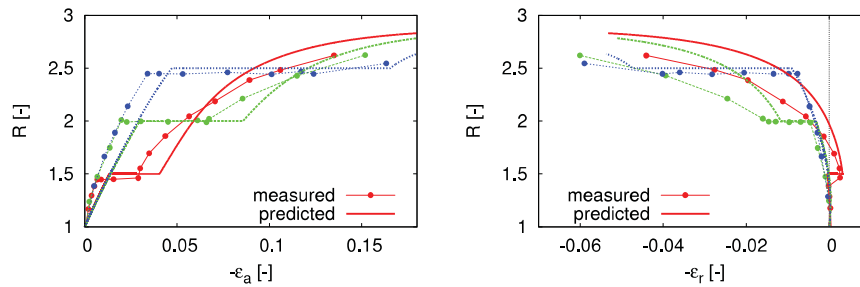 3
2.5
2
1.5
1
R [-]
measured
predicted
0 0.05 0.1 0.15
-εa [-]
3
2.5
2
1.5
1
R [-]
measured
predicted
-0.06 -0.04 -0.02 0
-εr [-]